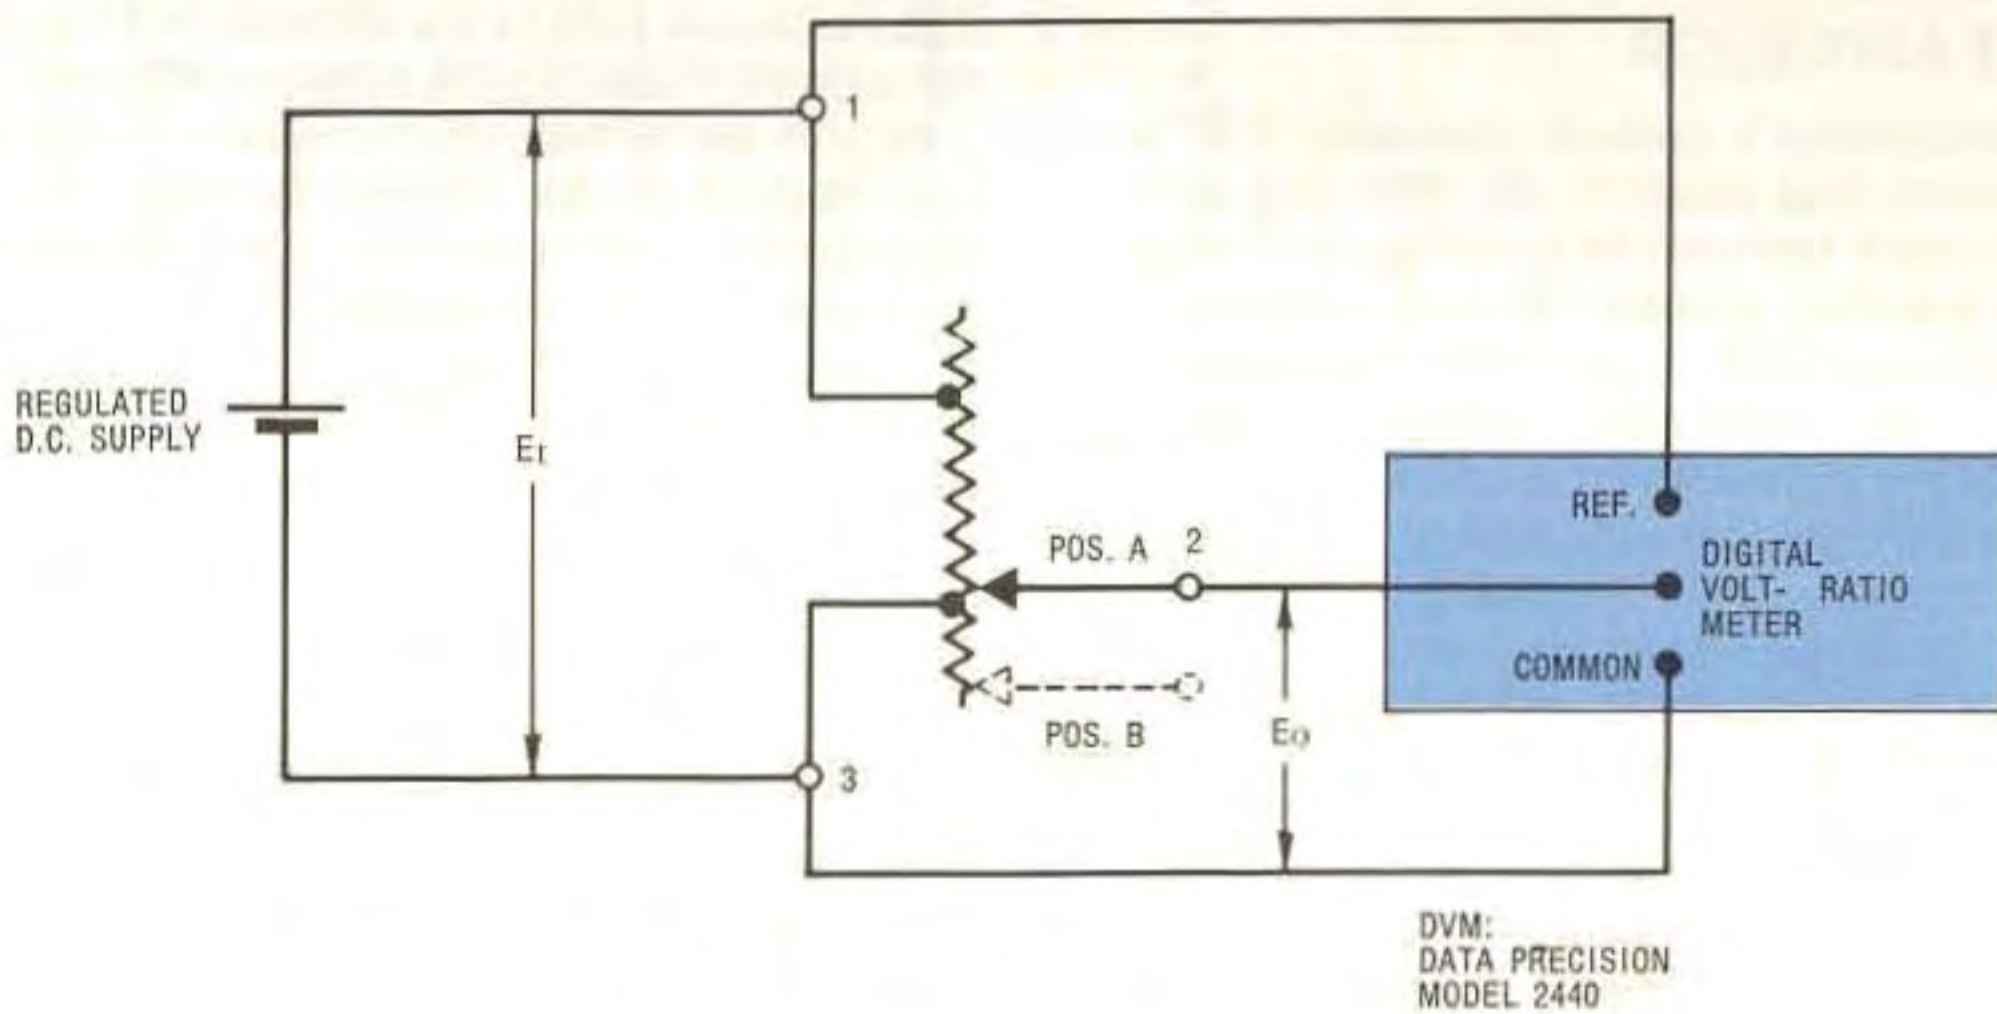 1
REGULATED
D.C. SUPPLY
EI
POS. A
2
REF.
DIGITAL
VOLT- RATIO
METER
COMMON
POS. B
EO
3
DVM:
DATA PRECISION
MODEL 2440